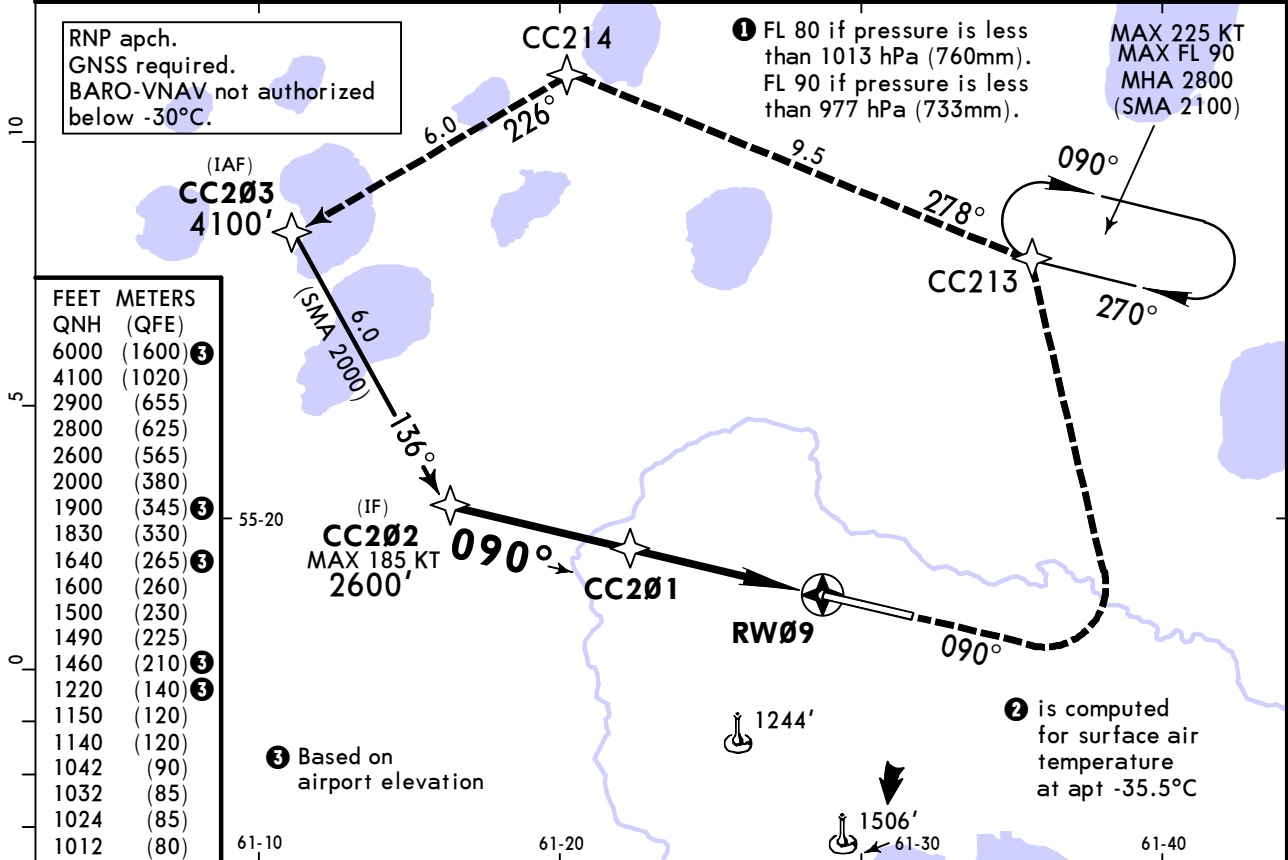 RNP apch.
GNSS required.
BARO-VNAV not authorized
below -30°C.
CC214
❶ FL 80 if pressure is less
than 1013 hPa (760mm).
FL 90 if pressure is less
than 977 hPa (733mm).
MAX 225 KT
MAX FL 90
MHA 2800
(SMA 2100)
10
6.0
226°
9.5
090°
(IAF)
CC2Ø3
4100'
278°
CC213
270°
(SMA 2000)
6.0
136°
5
FEET METERS
QNH (QFE)
6000 (1600) ❸
4100 (1020)
2900 (655)
2800 (625)
2600 (565)
2000 (380)
1900 (345) ❸
1830 (330)
1640 (265) ❸
1600 (260)
1500 (230)
1490 (225)
1460 (210) ❸
1220 (140) ❸
1150 (120)
1140 (120)
1042 (90)
1032 (85)
1024 (85)
1012 (80)
55-20
(IF)
CC2Ø2
MAX 185 KT
2600'
090°
CC2Ø1
RWØ9
090°
0
1244'
❷ is computed
for surface air
temperature
at apt -35.5°C
❸ Based on
airport elevation
1506'
61-10
61-20
61-30
61-40